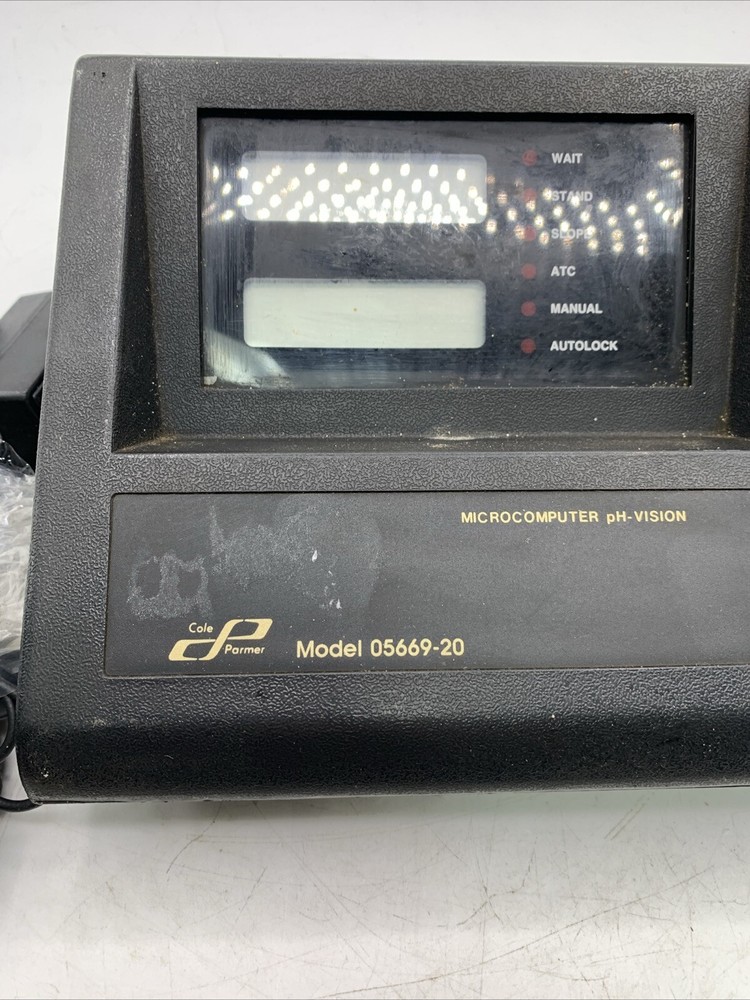 WAIT
STAND
SLOPE
ATC
MANUAL
AUTOLOCK
MICROCOMPUTER pH-VISION
Cole
Parmer
Model 05669-20